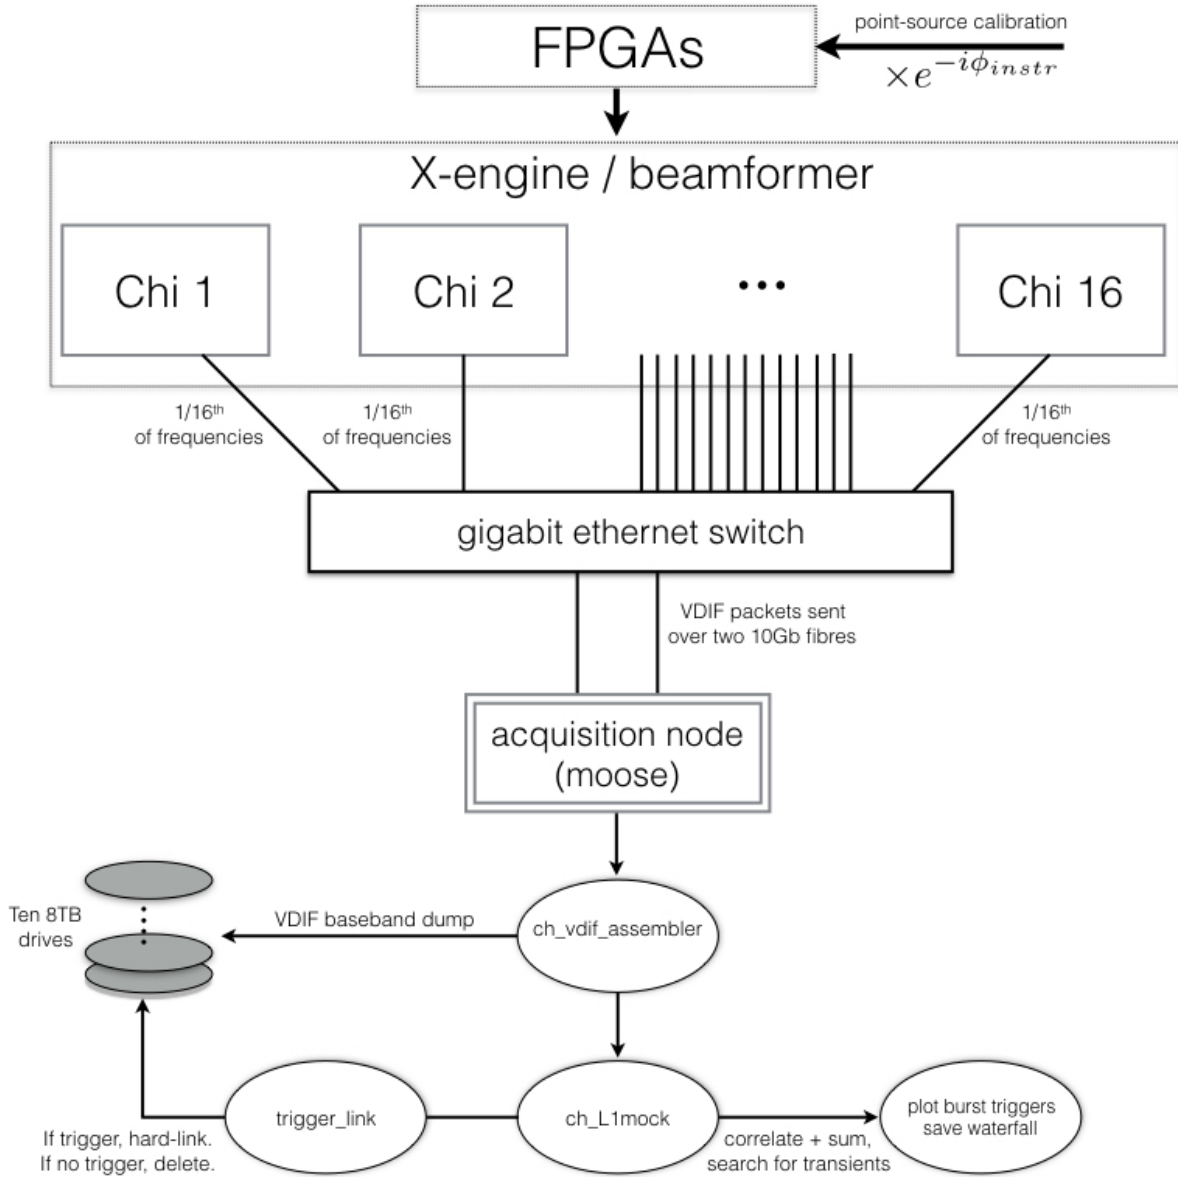 point-source calibration
FPGAs
×e^{-iϕ_{instr}}
X-engine / beamformer
Chi 1
Chi 2
...
Chi 16
1/16th
of frequencies
1/16th
of frequencies
1/16th
of frequencies
gigabit ethernet switch
VDIF packets sent
over two 10Gb fibres
acquisition node
(moose)
Ten 8TB
drives
VDIF baseband dump
ch_vdif_assembler
trigger_link
ch_L1mock
plot burst triggers
save waterfall
If trigger, hard-link.
If no trigger, delete.
correlate + sum,
search for transients